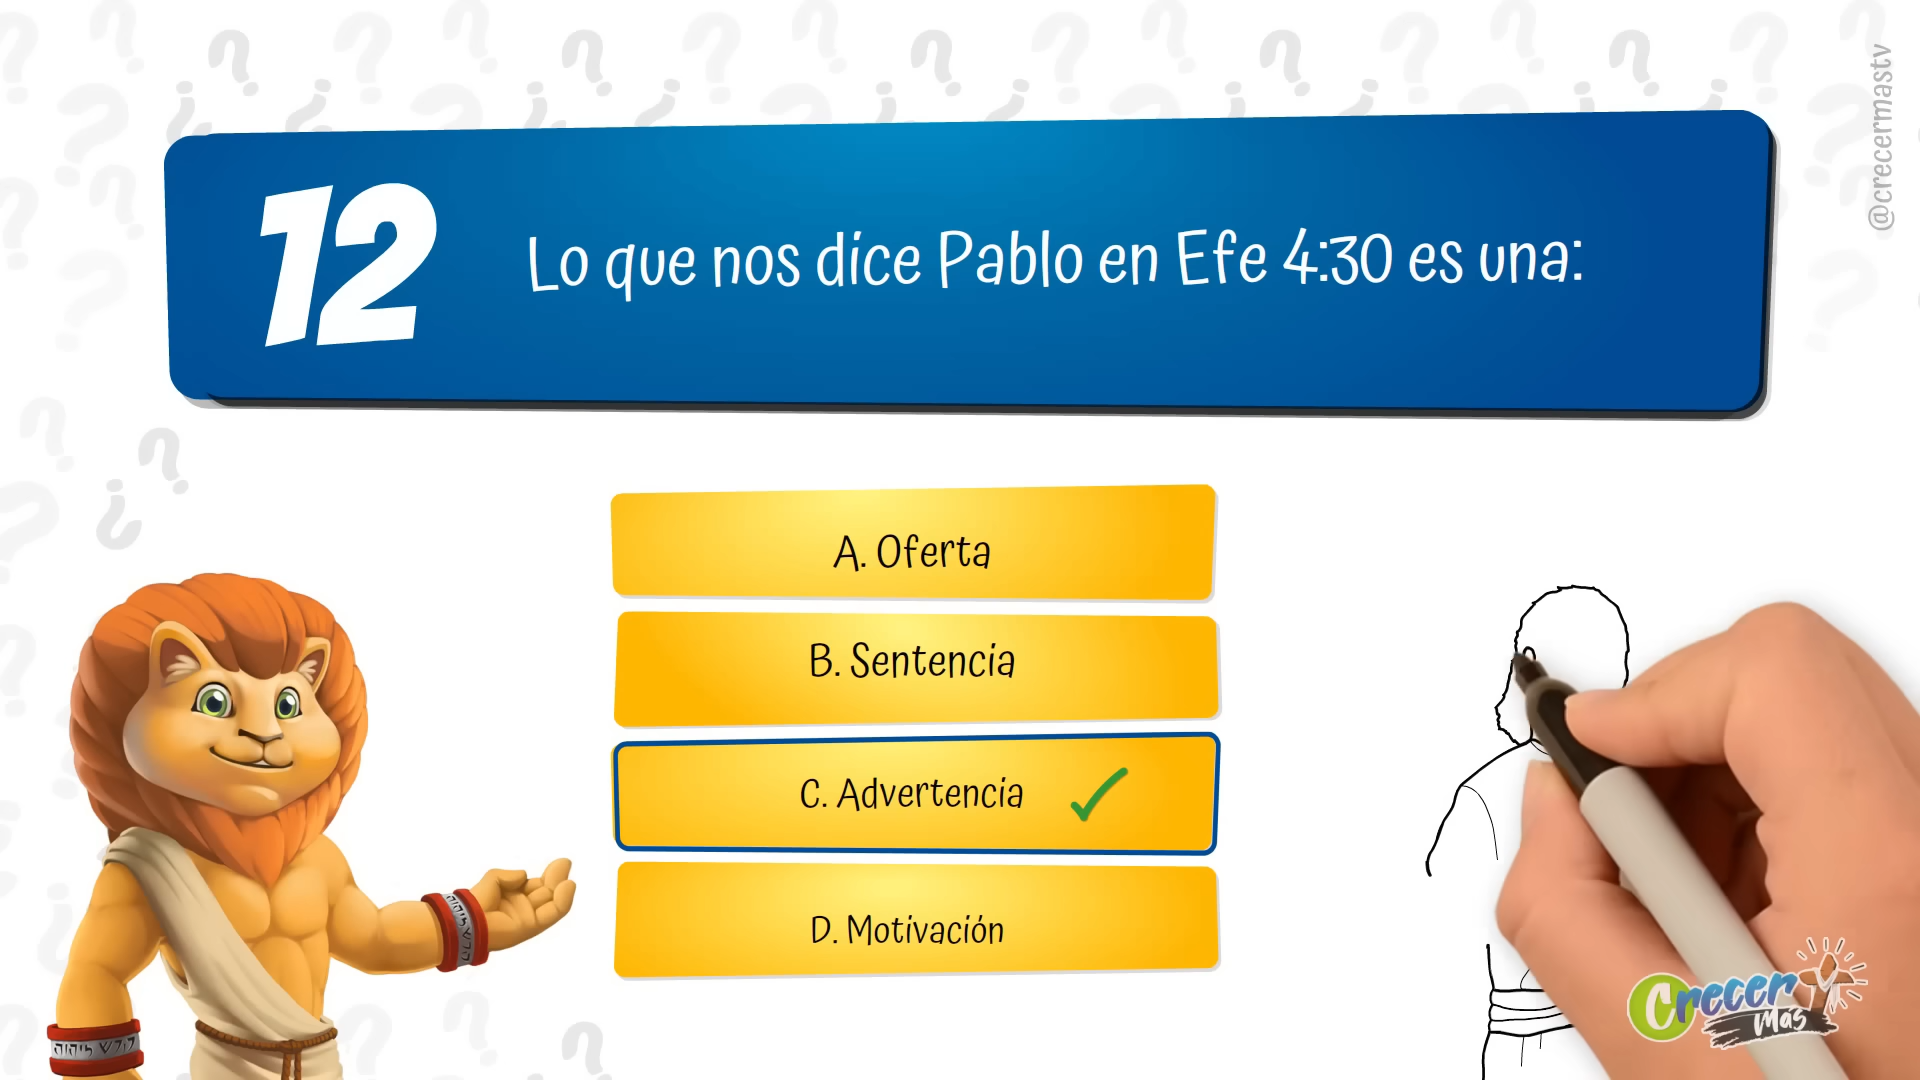 @crecermastv
12
Lo que nos dice Pablo en Efe 4:30 es una:
A. Oferta
B. Sentencia
C. Advertencia
D. Motivación
Crecer
Más